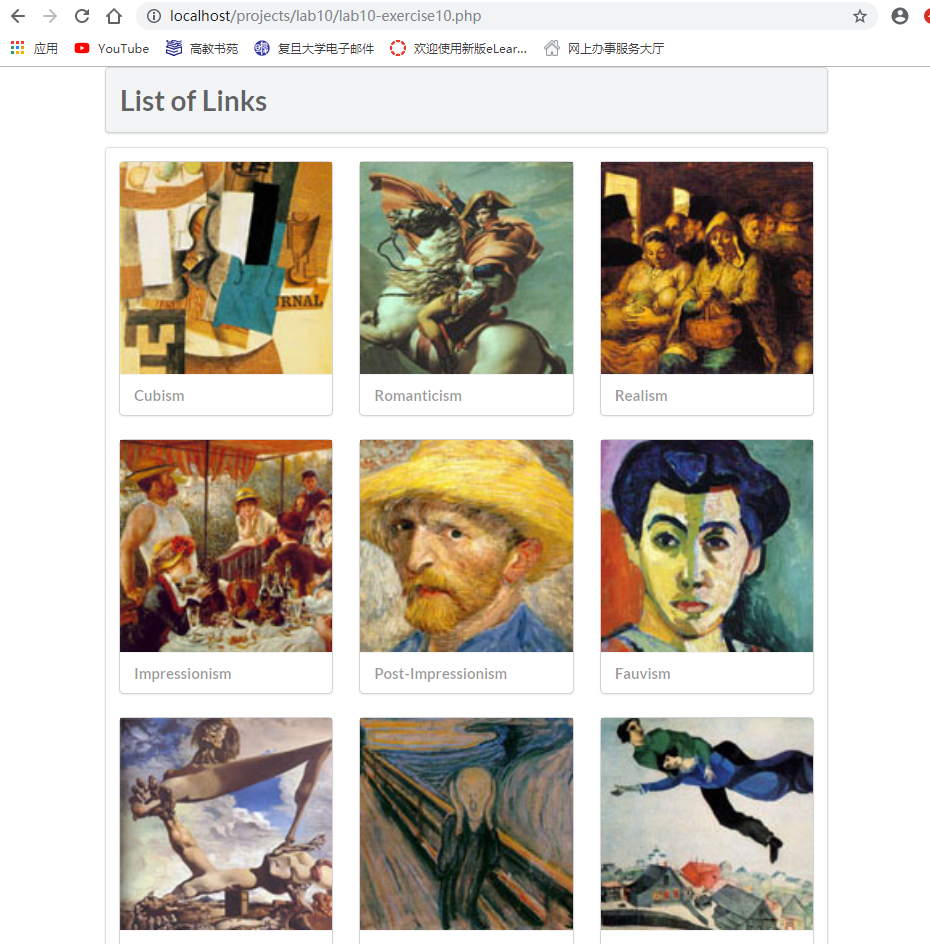 localhost/projects/lab10/lab10-exercise10.php
应用 YouTube 高教书苑 复旦大学电子邮件 欢迎使用新版eLear... 网上办事服务大厅
List of Links
URNAL
ET
Cubism Romanticism Realism
Impressionism Post-Impressionism Fauvism